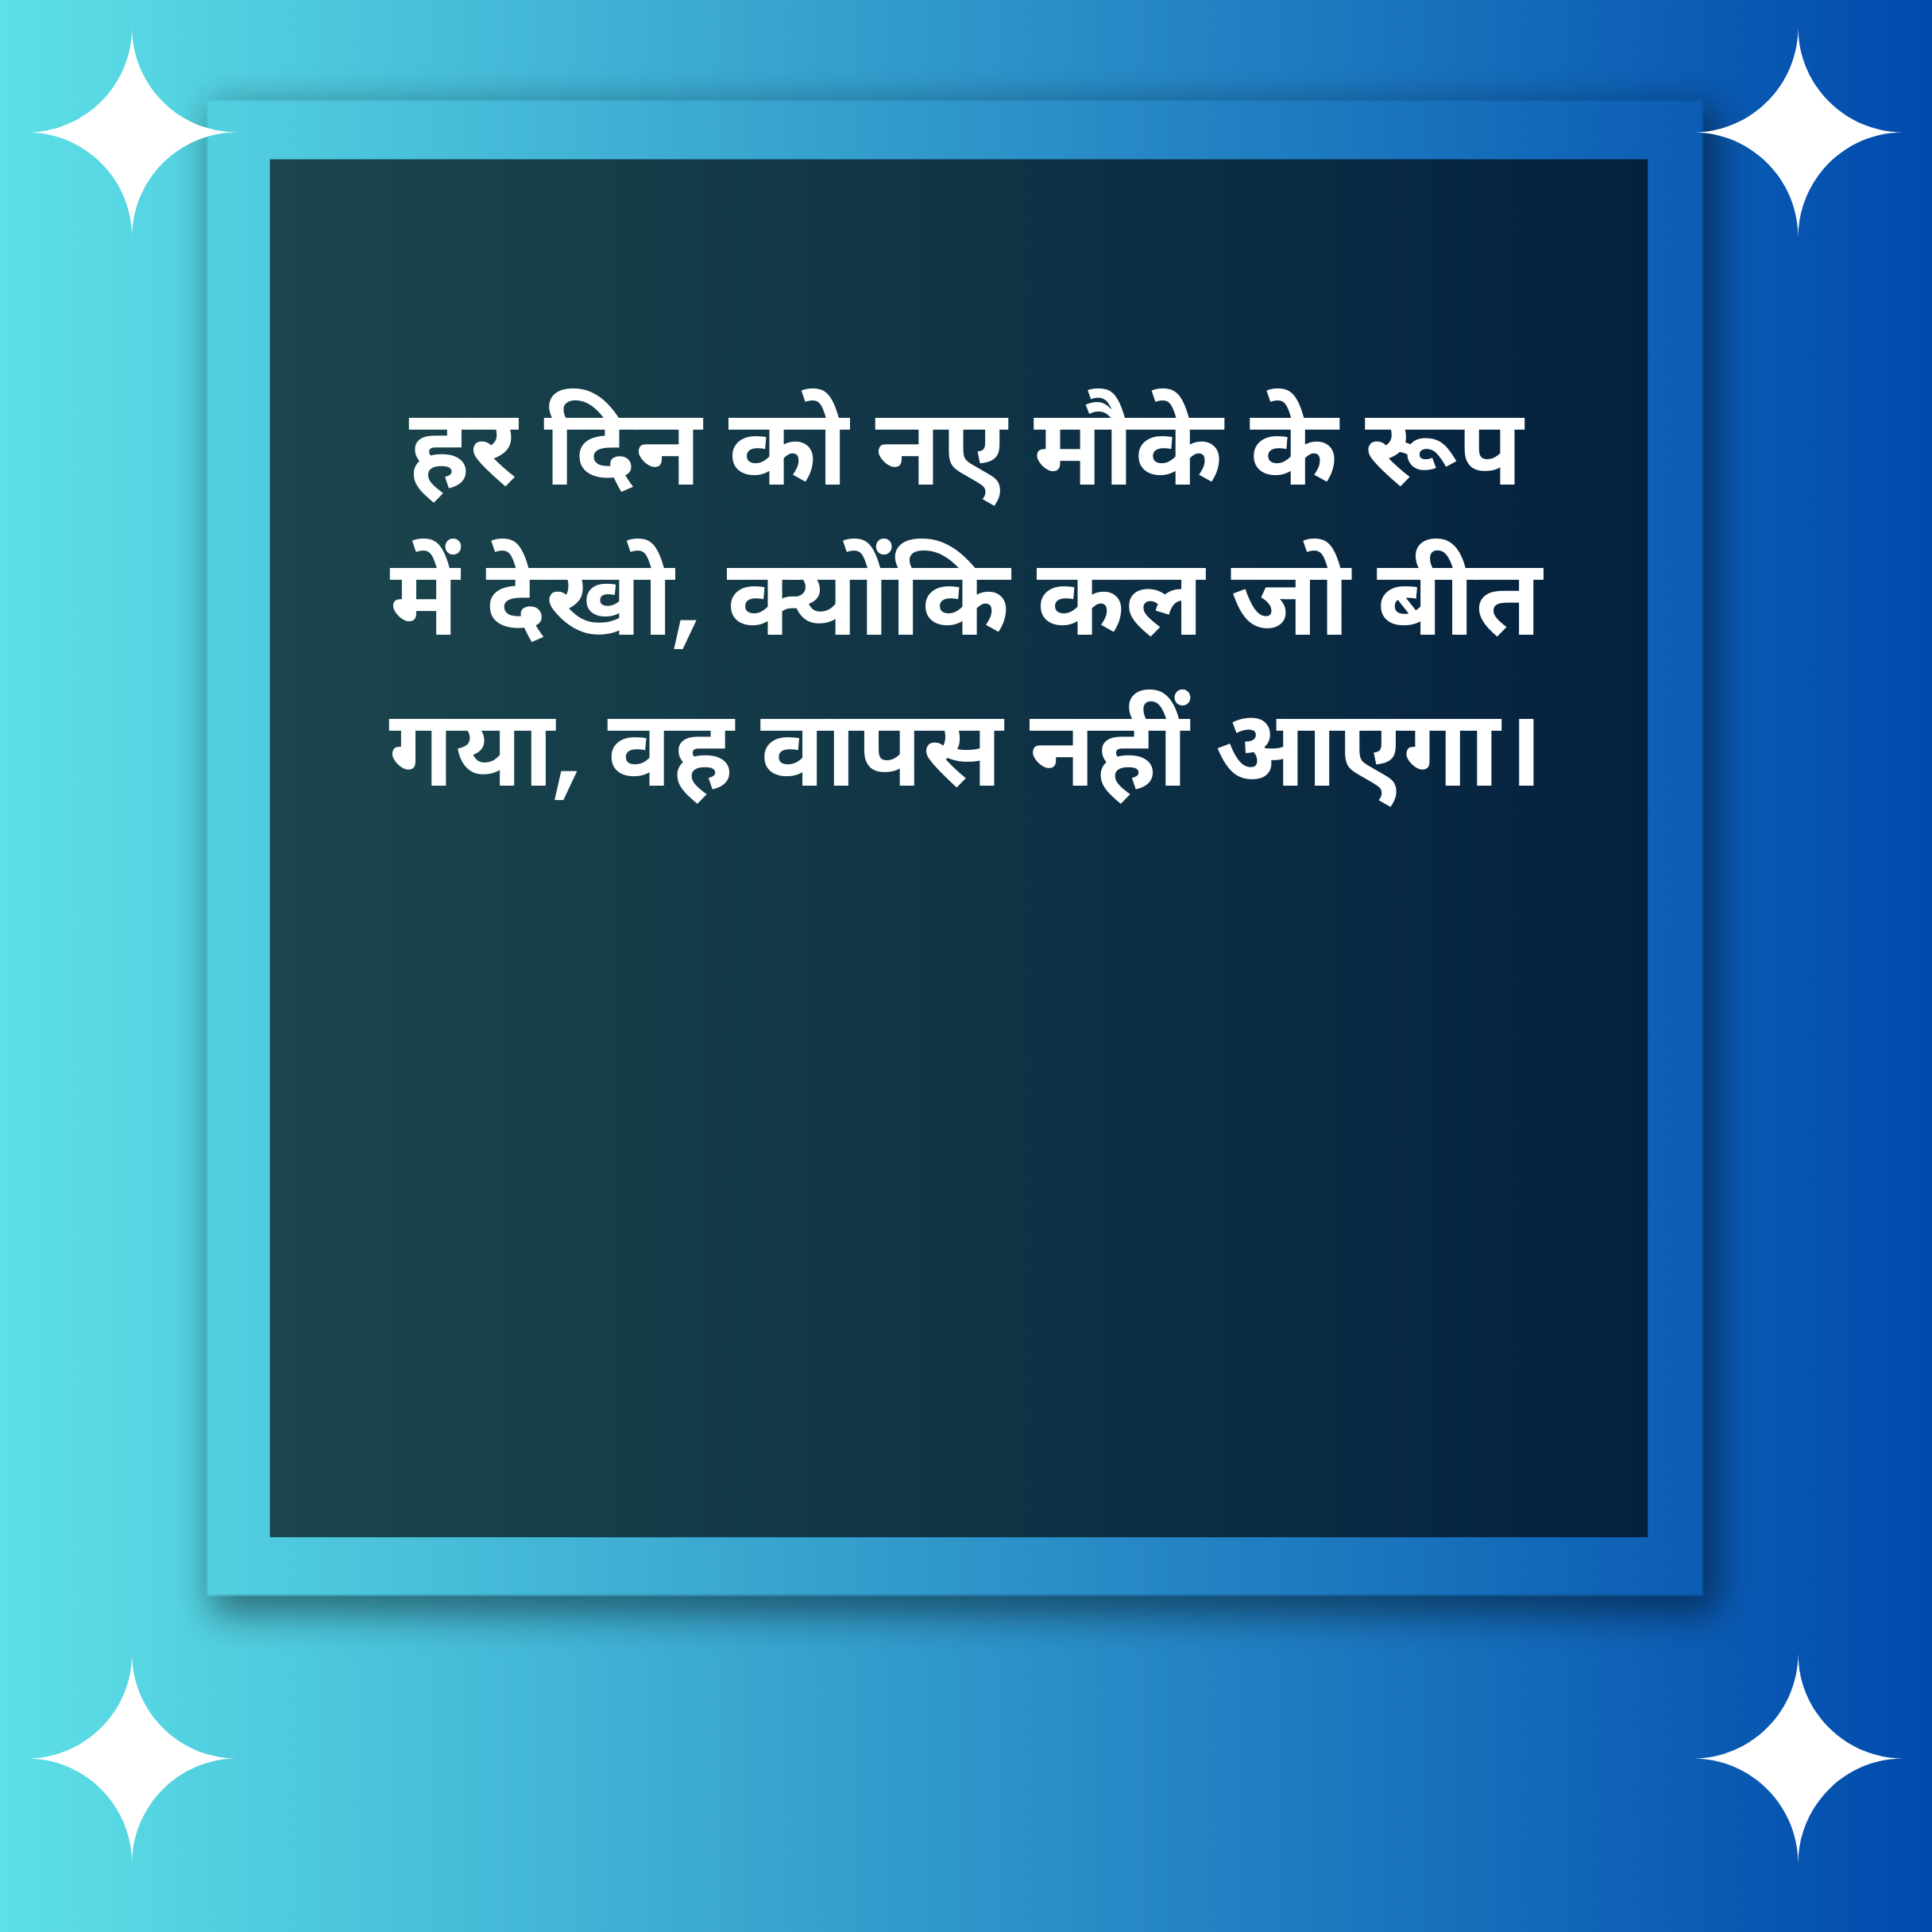 हर दिन को नए मौके के रूप
में देखो, क्योंकि कल जो बीत
गया, वह वापस नहीं आएगा।